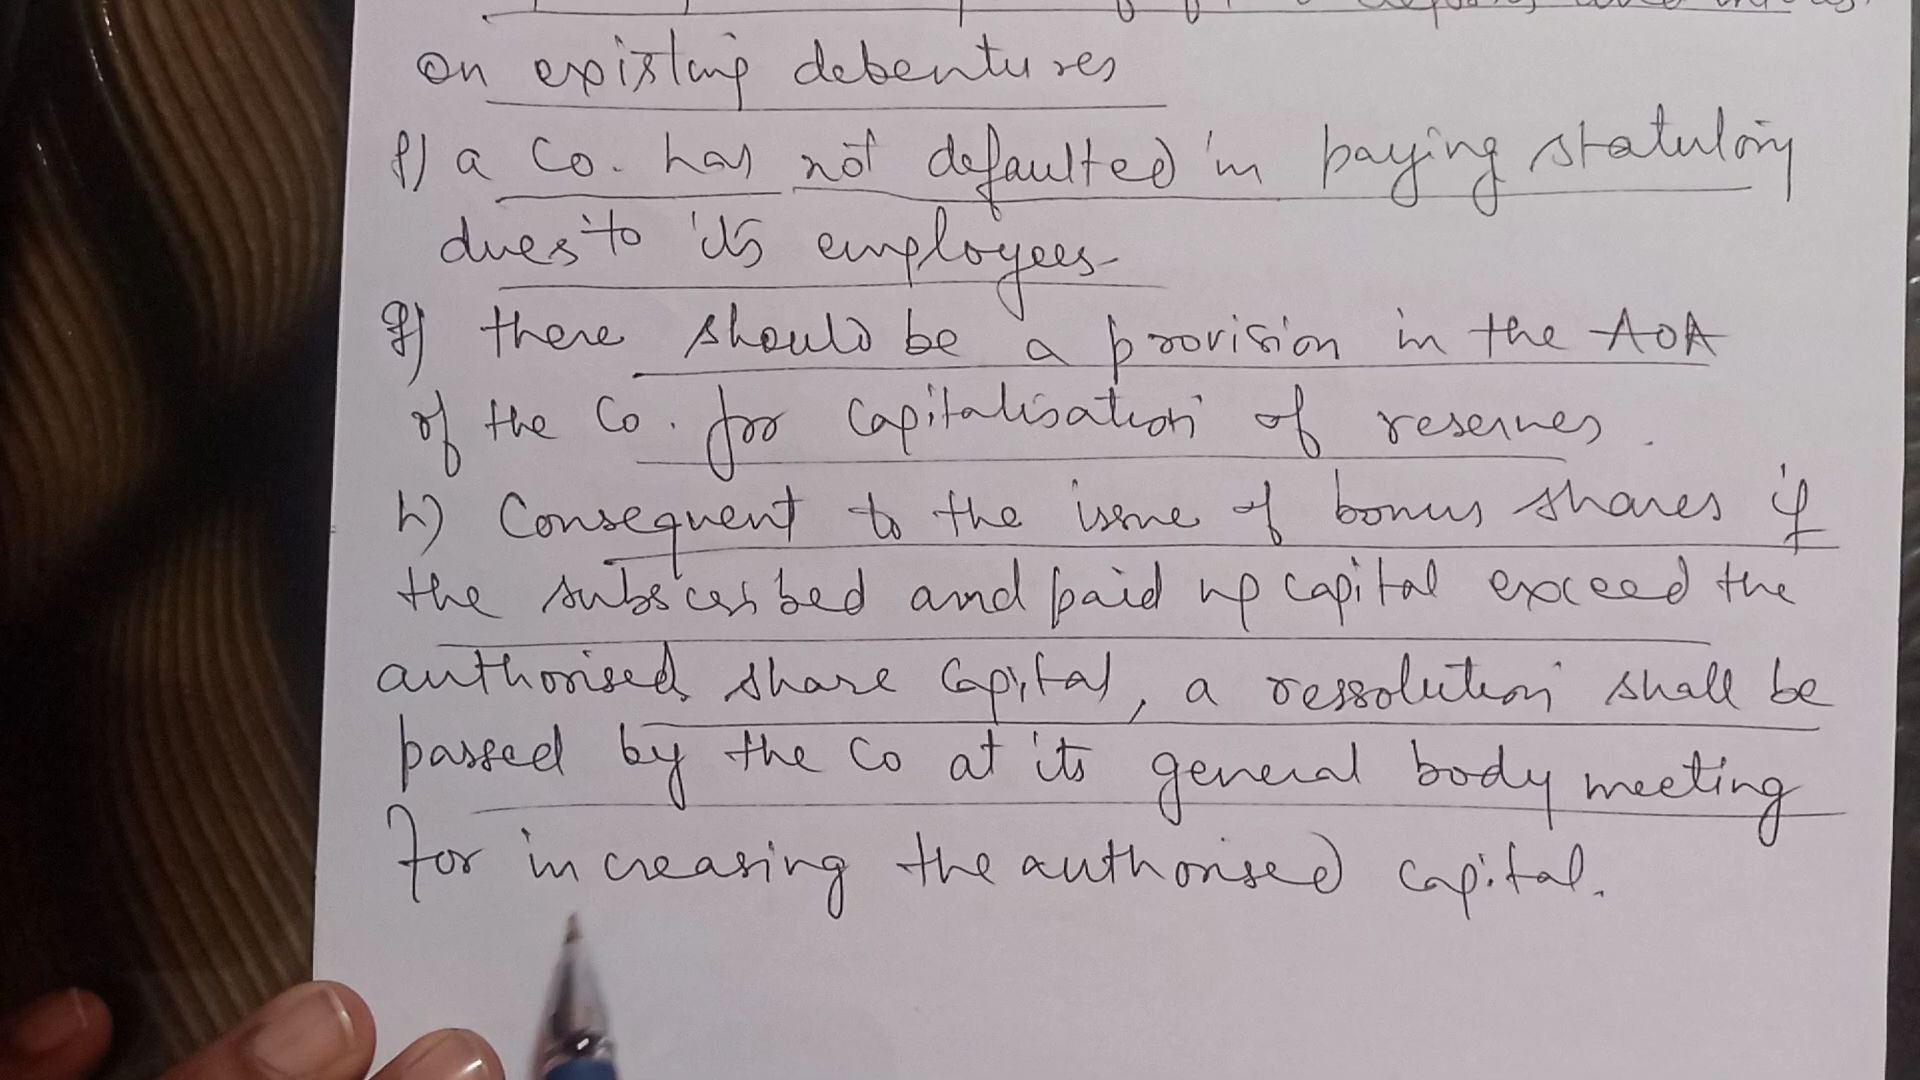 on existing debentures
f) a Co. has not defaulted in paying statutory
dues to its employees
g) there should be a provision in the AOA
of the Co. for Capitalisation of reserves.
h) Consequent to the issue of bonus shares if
the subscribed and paid up capital exceed the
authorised share Capital, a ressolution shall be
passed by the Co at its general body meeting
for increasing the authorised capital.